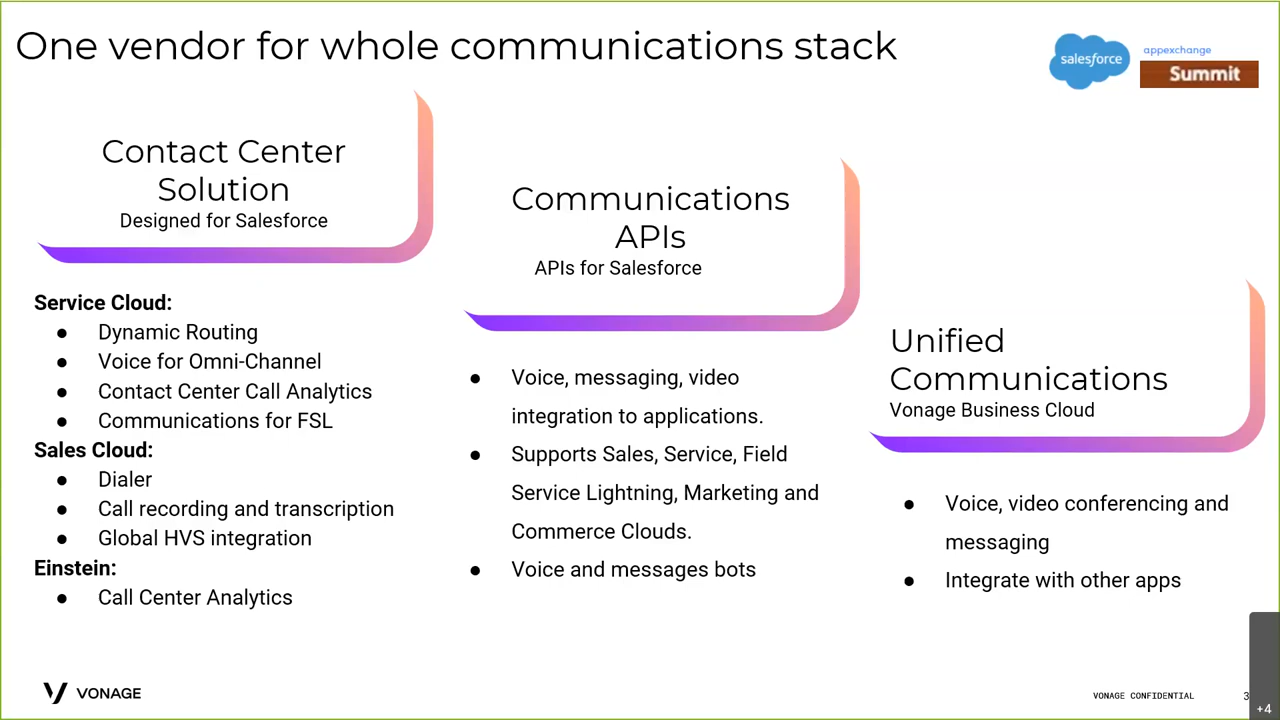 One vendor for whole communications stack
salesforce
appexchange
Summit
Contact Center
Solution
Designed for Salesforce
Service Cloud:
● Dynamic Routing
● Voice for Omni-Channel
● Contact Center Call Analytics
● Communications for FSL
Sales Cloud:
● Dialer
● Call recording and transcription
● Global HVS integration
Einstein:
● Call Center Analytics
Communications
APIs
APIs for Salesforce
● Voice, messaging, video
integration to applications.
● Supports Sales, Service, Field
Service Lightning, Marketing and
Commerce Clouds.
● Voice and messages bots
Unified
Communications
Vonage Business Cloud
● Voice, video conferencing and
messaging
● Integrate with other apps
VONAGE
VONAGE CONFIDENTIAL
3
+4